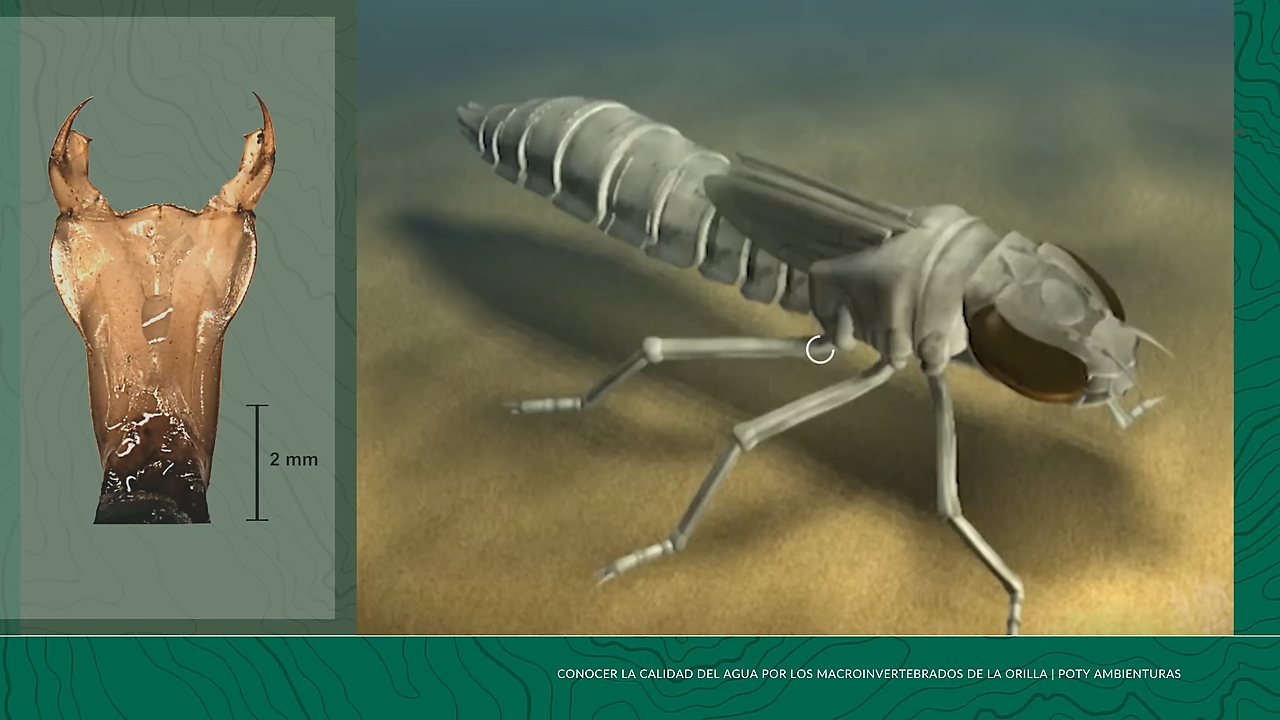 2 mm
CONOCER LA CALIDAD DEL AGUA POR LOS MACROINVERTEBRADOS DE LA ORILLA | POTY AMBIENTURAS